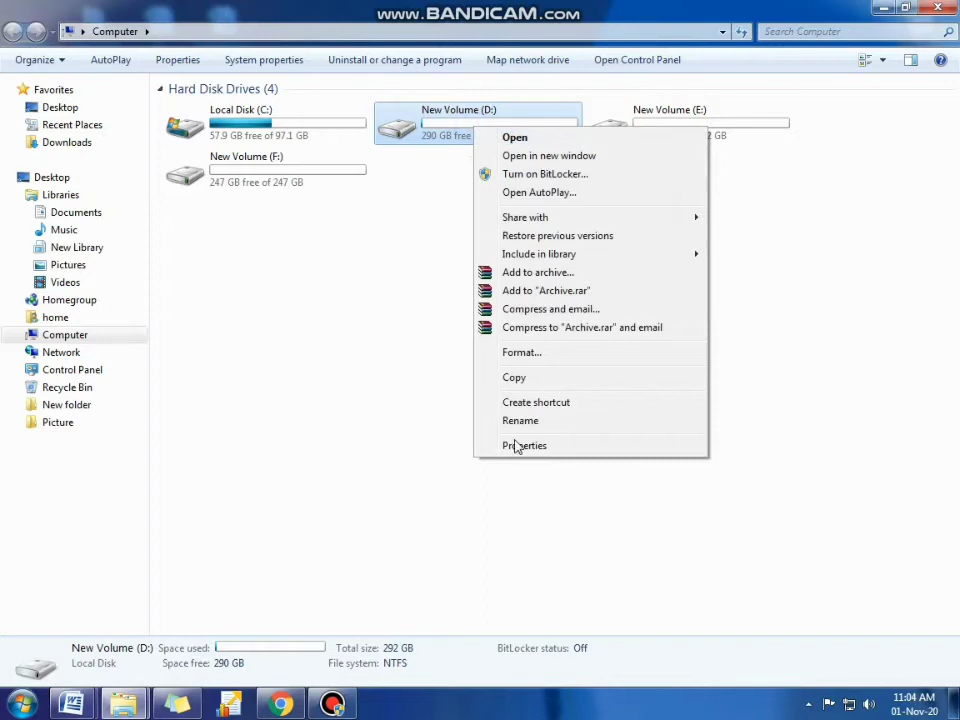 www.BANDICAM.com
Computer
Search Computer
Organize
AutoPlay
Properties
System properties
Uninstall or change a program
Map network drive
Open Control Panel
Favorites
Desktop
Recent Places
Downloads
Desktop
Libraries
Documents
Music
New Library
Pictures
Videos
Homegroup
home
Computer
Network
Control Panel
Recycle Bin
New folder
Picture
Hard Disk Drives (4)
Local Disk (C:)
57.9 GB free of 97.1 GB
New Volume (D:)
290 GB free
New Volume (E:)
2 GB
New Volume (F:)
247 GB free of 247 GB
Open
Open in new window
Turn on BitLocker...
Open AutoPlay...
Share with
Restore previous versions
Include in library
Add to archive...
Add to "Archive.rar"
Compress and email...
Compress to "Archive.rar" and email
Format...
Copy
Create shortcut
Rename
Properties
New Volume (D:) Space used: Total size: 292 GB BitLocker status: Off
Local Disk Space free: 290 GB File system: NTFS
11:04 AM
01-Nov-20